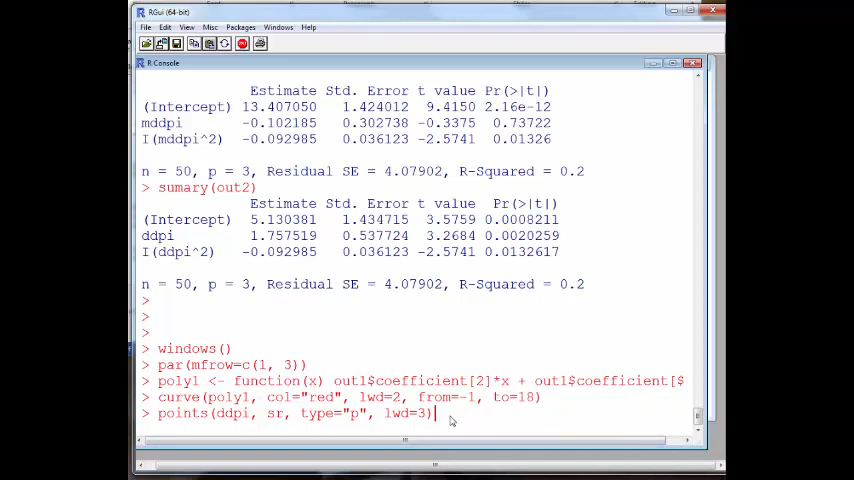 RGui (64-bit)
File Edit View Misc Packages Windows Help
STOP
R Console
Estimate Std. Error t value Pr(>|t|)
(Intercept) 13.407050 1.424012 9.4150 2.16e-12
mddpi -0.102185 0.302738 -0.3375 0.73722
I(mddpi^2) -0.092985 0.036123 -2.5741 0.01326
n = 50, p = 3, Residual SE = 4.07902, R-Squared = 0.2
> sumary(out2)
Estimate Std. Error t value Pr(>|t|)
(Intercept) 5.130381 1.434715 3.5759 0.0008211
ddpi 1.757519 0.537724 3.2684 0.0020259
I(ddpi^2) -0.092985 0.036123 -2.5741 0.0132617
n = 50, p = 3, Residual SE = 4.07902, R-Squared = 0.2
>
>
>
> windows()
> par(mfrow=c(1, 3))
> poly1 <- function(x) out1$coefficient[2]*x + out1$coefficient[$
> curve(poly1, col="red", lwd=2, from=-1, to=18)
> points(ddpi, sr, type="p", lwd=3)